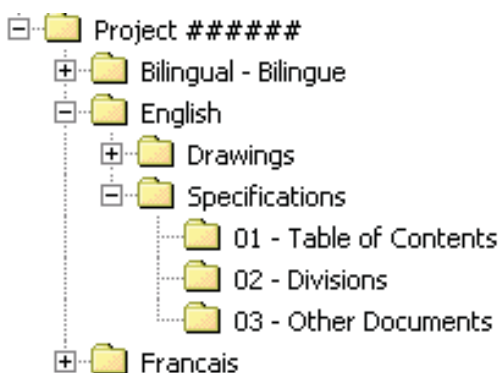 Project ######
Bilingual - Bilingue
English
Drawings
Specifications
01 - Table of Contents
02 - Divisions
03 - Other Documents
Francais